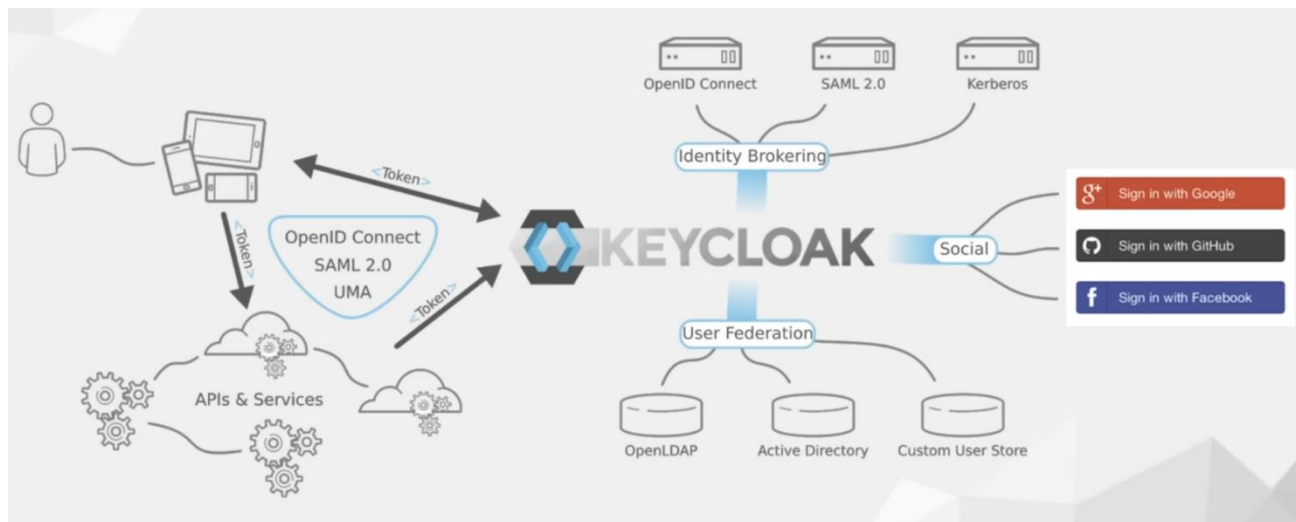 OpenID Connect
SAML 2.0
Kerberos
Identity Brokering
<Token>
<Token>
OpenID Connect
SAML 2.0
UMA
<Token>
KEYCLOAK
Social
g+ Sign in with Google
Sign in with GitHub
f Sign in with Facebook
User Federation
APIs & Services
OpenLDAP
Active Directory
Custom User Store